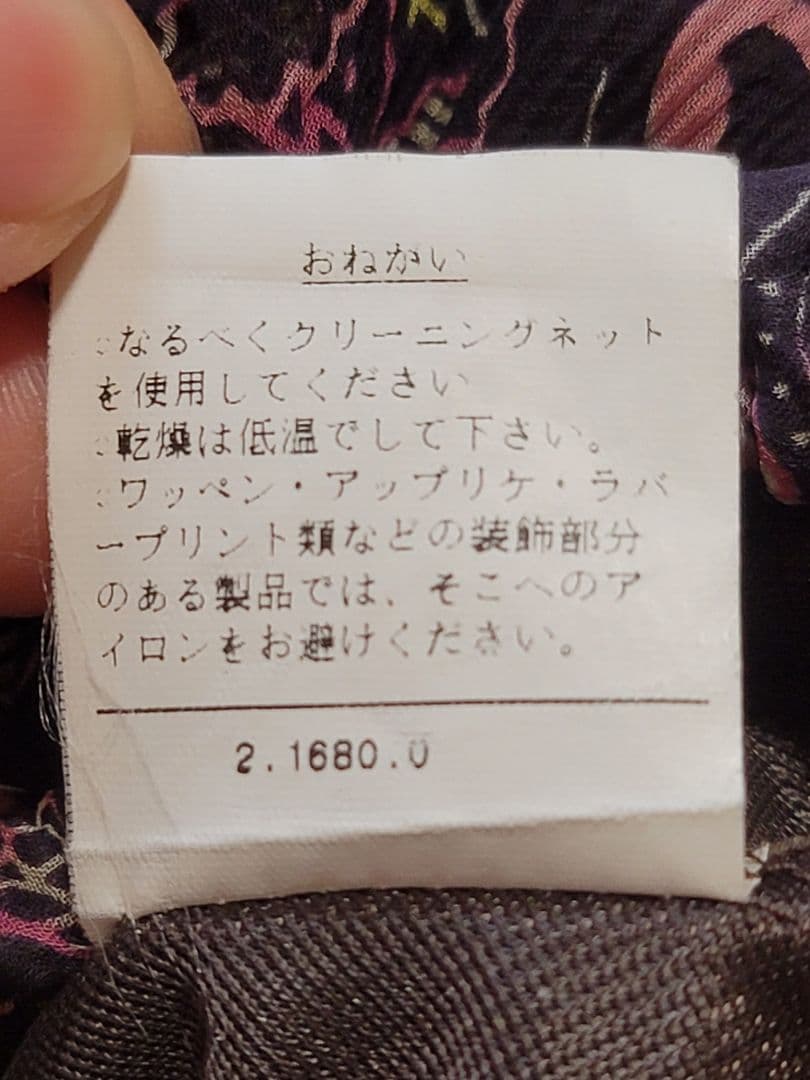 おねがい
○なるべくクリーニングネット
を使用してください
○乾燥は低温でして下さい。
○ワッペン・アップリケ・ラバ
ープリント類などの装飾部分
のある製品では、そこへのア
イロンをお避けください。
2.1680.0